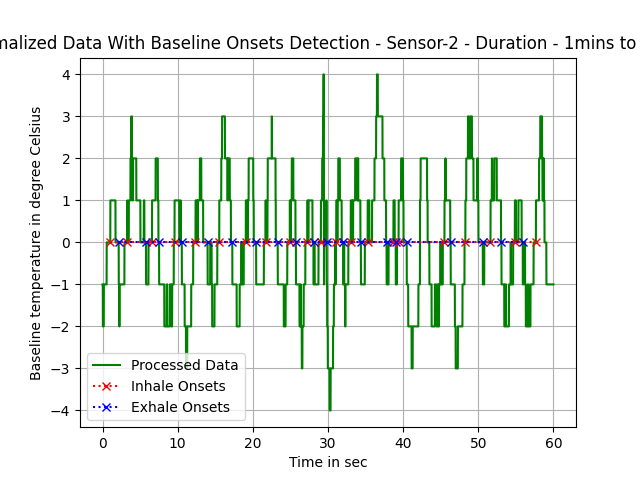 malized Data With Baseline Onsets Detection - Sensor-2 - Duration - 1mins to
Baseline temperature in degree Celsius
4
3
2
1
0
−1
−2
−3
−4
Processed Data
Inhale Onsets
Exhale Onsets
0 10 20 30 40 50 60
Time in sec